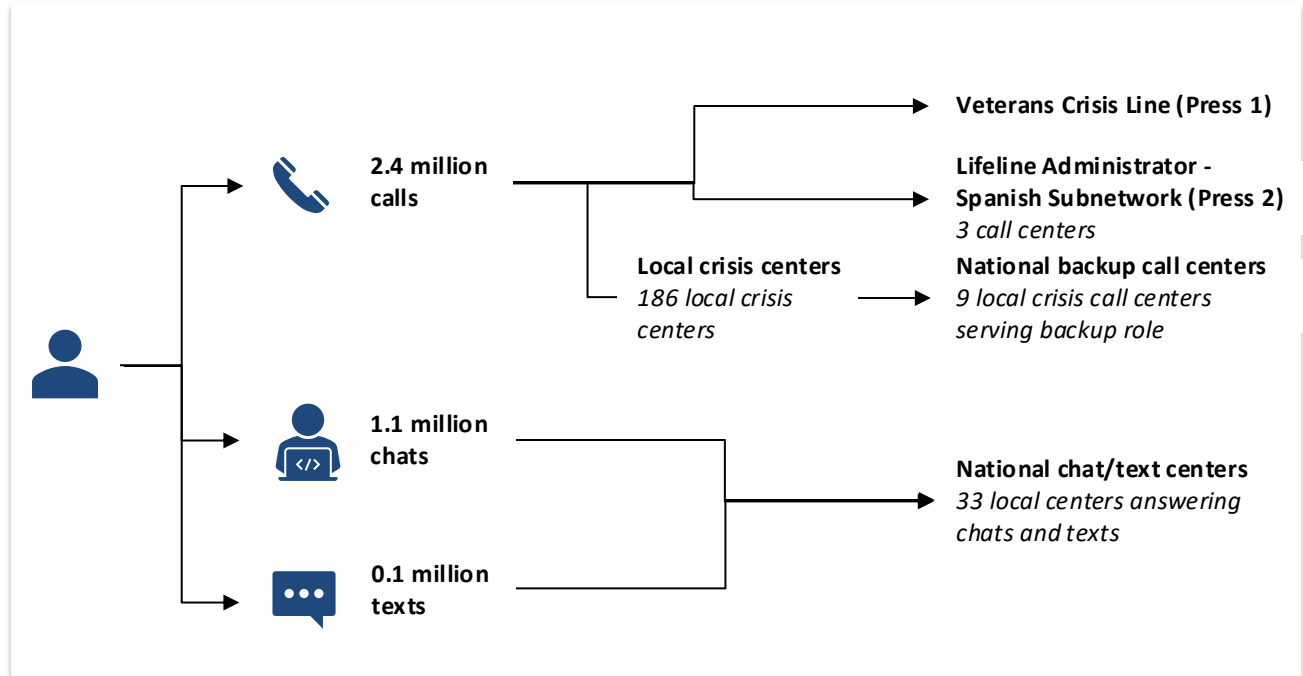 2.4 million
calls
Veterans Crisis Line (Press 1)
Lifeline Administrator -
Spanish Subnetwork (Press 2)
3 call centers
Local crisis centers
186 local crisis
centers
National backup call centers
9 local crisis call centers
serving backup role
1.1 million
chats
</>
0.1 million
texts
National chat/text centers
33 local centers answering
chats and texts